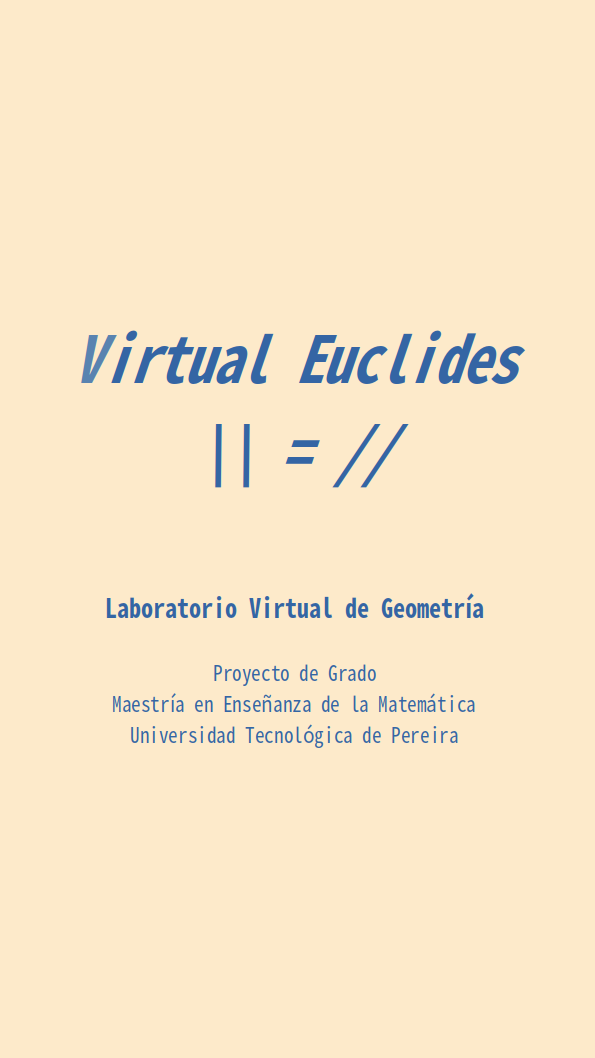 Virtual Euclides
|| = //
Laboratorio Virtual de Geometría
Proyecto de Grado
Maestría en Enseñanza de la Matemática
Universidad Tecnológica de Pereira